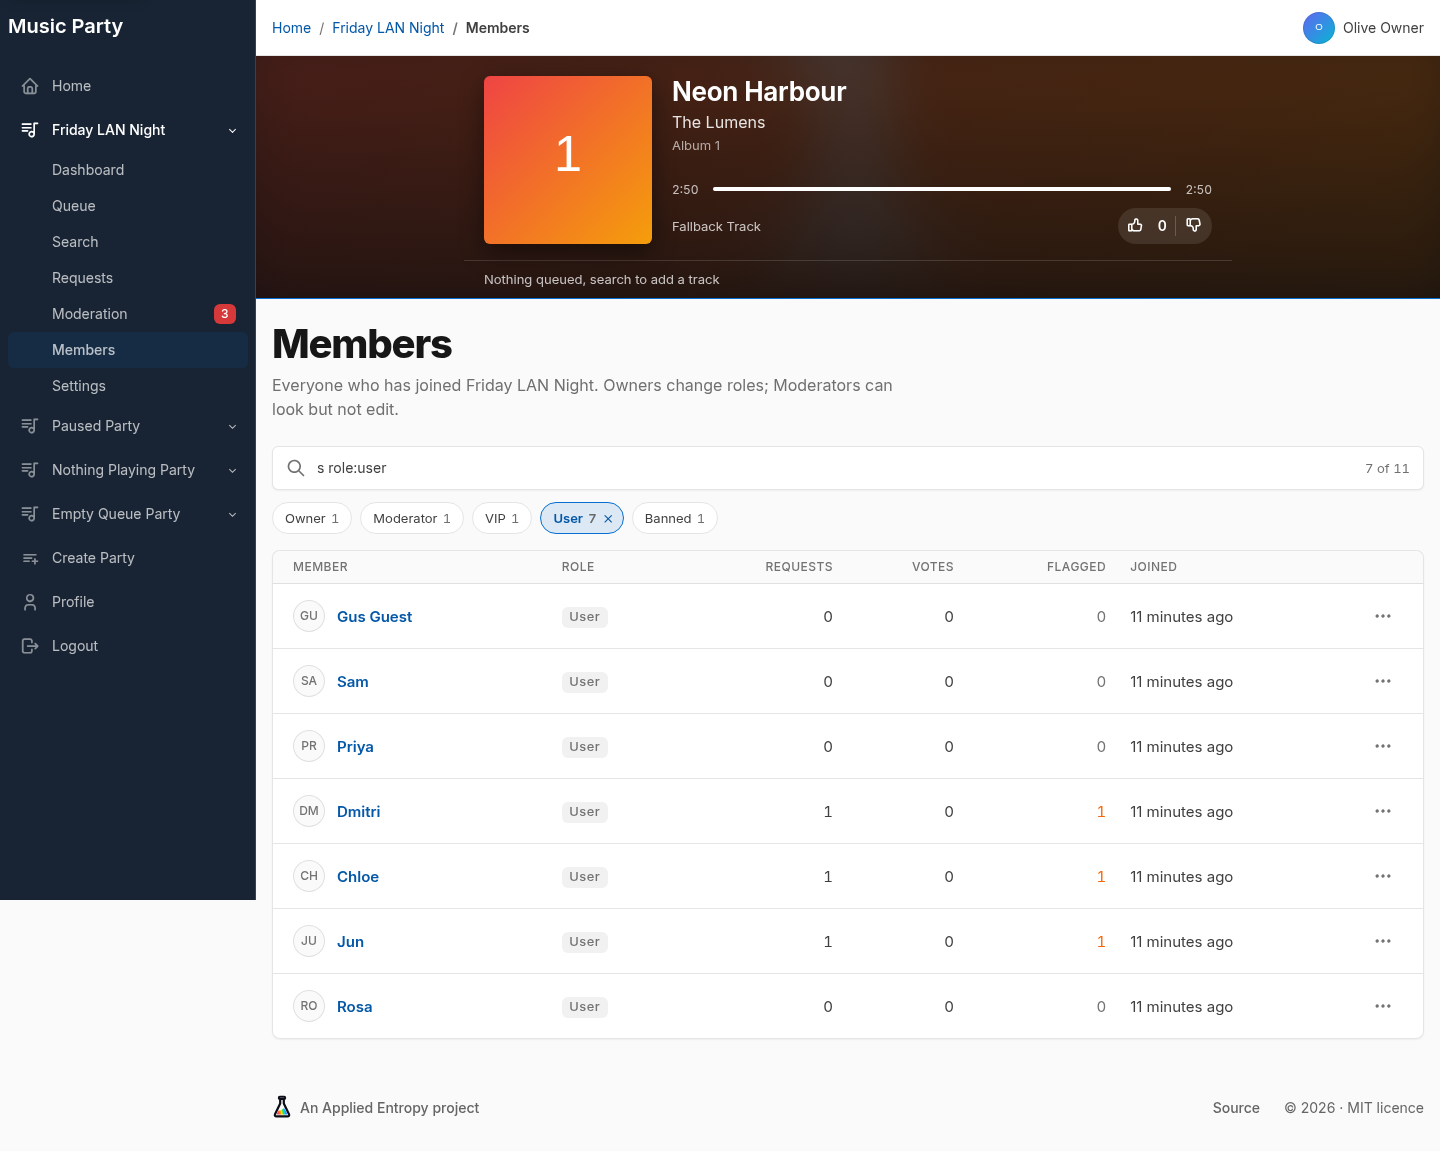 Music Party
Home
Friday LAN Night
Dashboard
Queue
Search
Requests
Moderation 3
Members
Settings
Paused Party
Nothing Playing Party
Empty Queue Party
Create Party
Profile
Logout
Home / Friday LAN Night / Members
O Olive Owner
1
Neon Harbour
The Lumens
Album 1
2:50 2:50
Fallback Track 0
Nothing queued, search to add a track
Members
Everyone who has joined Friday LAN Night. Owners change roles; Moderators can
look but not edit.
s role:user 7 of 11
Owner 1 Moderator 1 VIP 1 User 7 × Banned 1
MEMBER ROLE REQUESTS VOTES FLAGGED JOINED
GU Gus Guest User 0 0 0 11 minutes ago
SA Sam User 0 0 0 11 minutes ago
PR Priya User 0 0 0 11 minutes ago
DM Dmitri User 1 0 1 11 minutes ago
CH Chloe User 1 0 1 11 minutes ago
JU Jun User 1 0 1 11 minutes ago
RO Rosa User 0 0 0 11 minutes ago
An Applied Entropy project Source © 2026 · MIT licence